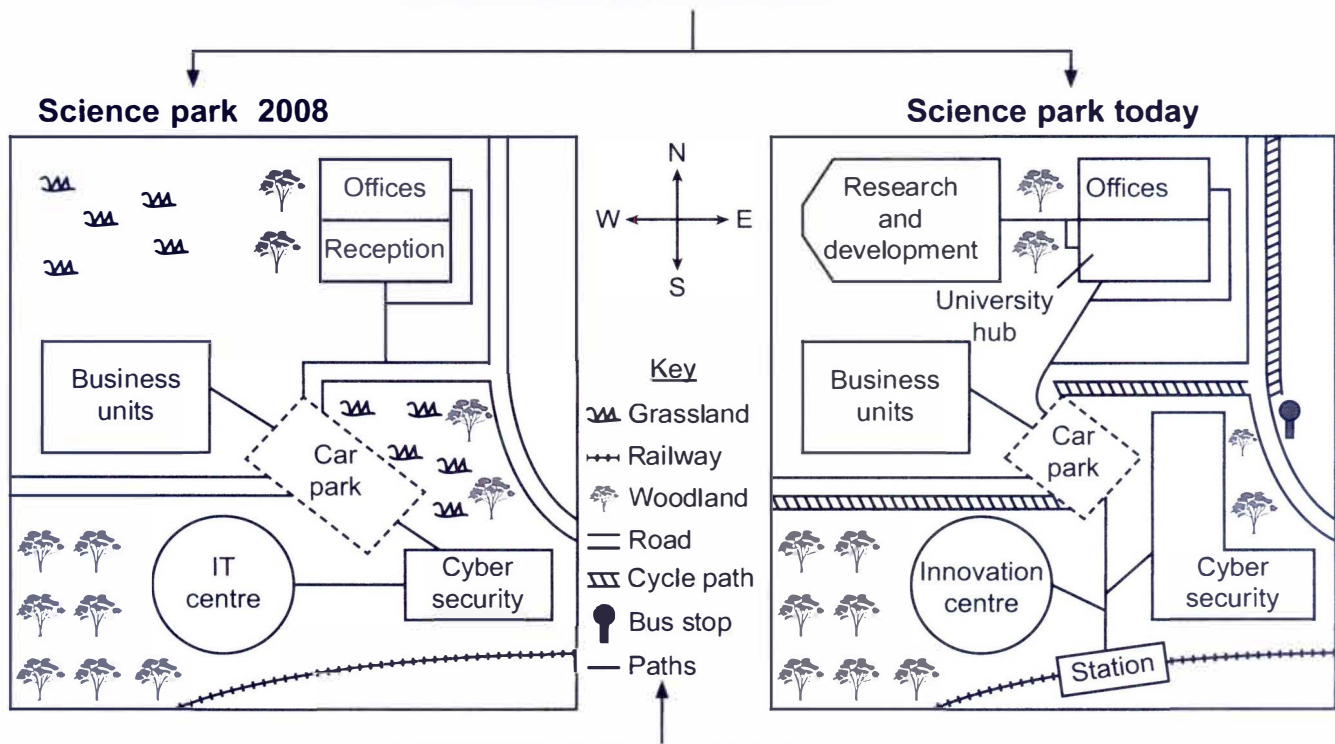 Science park 2008
Offices
Reception
Business
units
Car
park
IT
centre
Cyber
security
N
W
E
S
Key
Grassland
Railway
Woodland
Road
Cycle path
Bus stop
Paths
Science park today
Research
and
development
Offices
University
hub
Business
units
Car
park
Innovation
centre
Cyber
security
Station